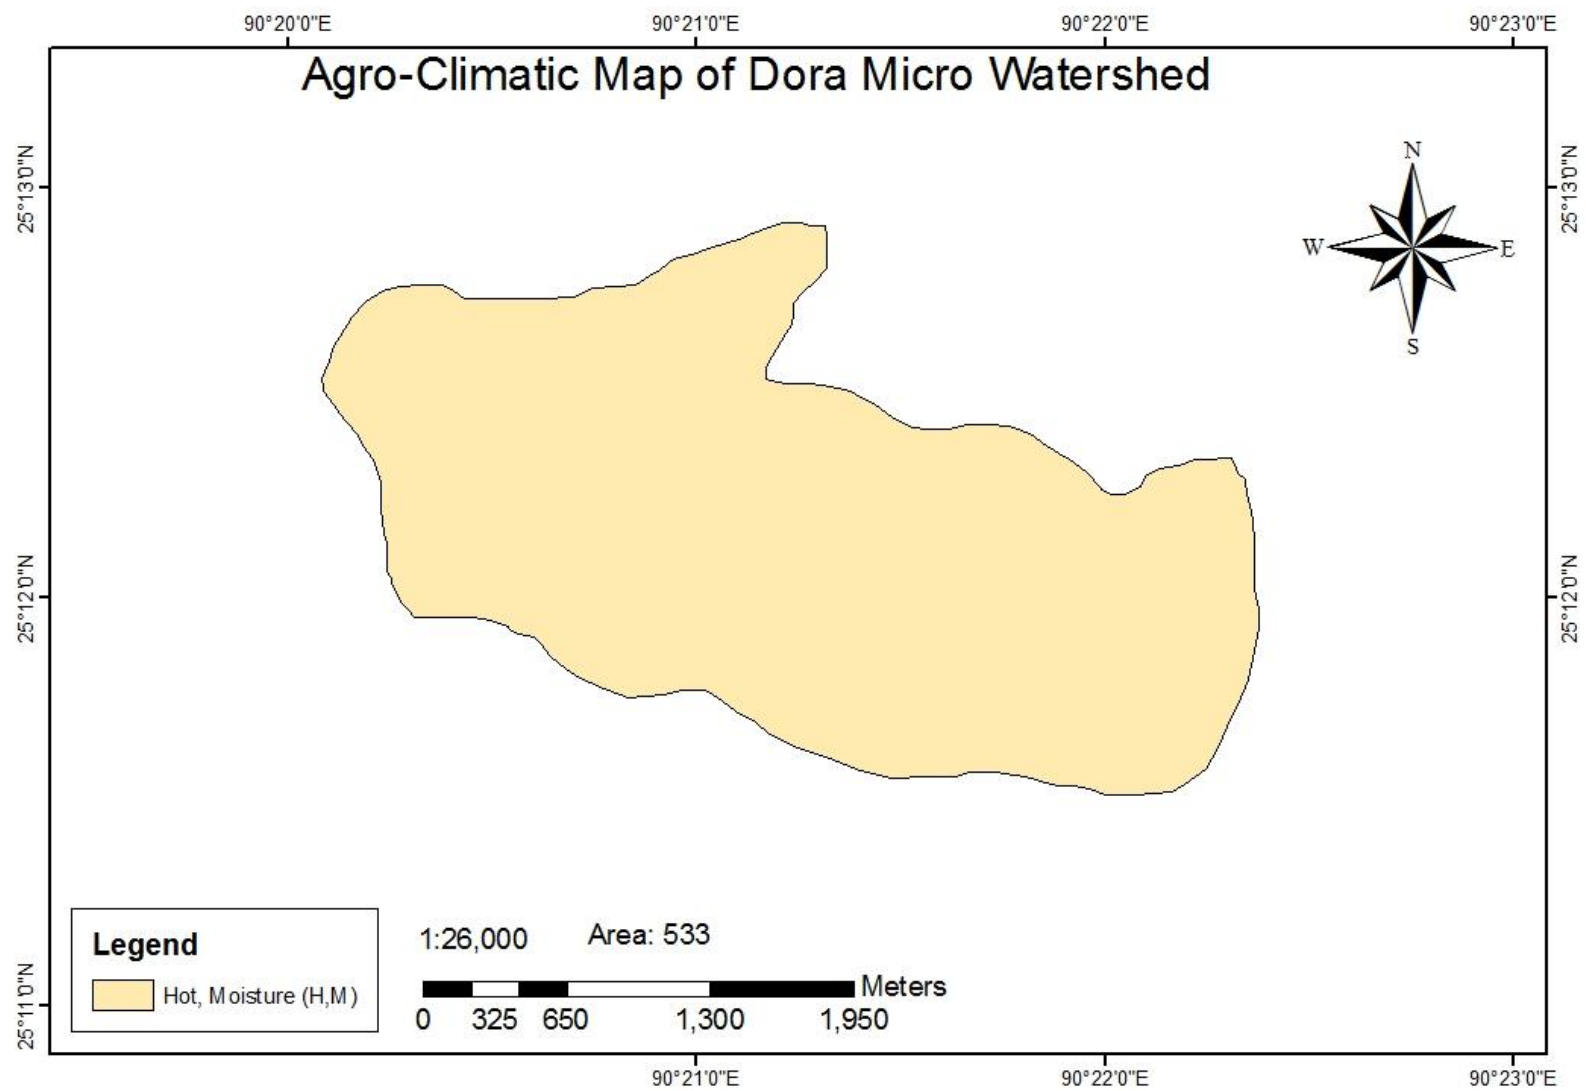 90°20'0"E 90°21'0"E 90°22'0"E 90°23'0"E
Agro-Climatic Map of Dora Micro Watershed
25°13'0"N
25°13'0"N
N
W E
S
25°12'0"N
25°12'0"N
Legend
Hot, Moisture (H,M)
1:26,000 Area: 533
Meters
0 325 650 1,300 1,950
25°11'0"N
90°21'0"E 90°22'0"E 90°23'0"E